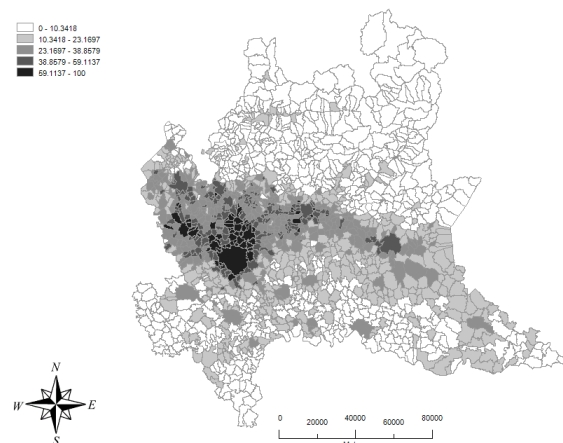 0 - 10.3418
10.3418 - 23.1697
23.1697 - 38.8579
38.8579 - 59.1137
59.1137 - 100
N
W E
S
0 20000 40000 60000 80000